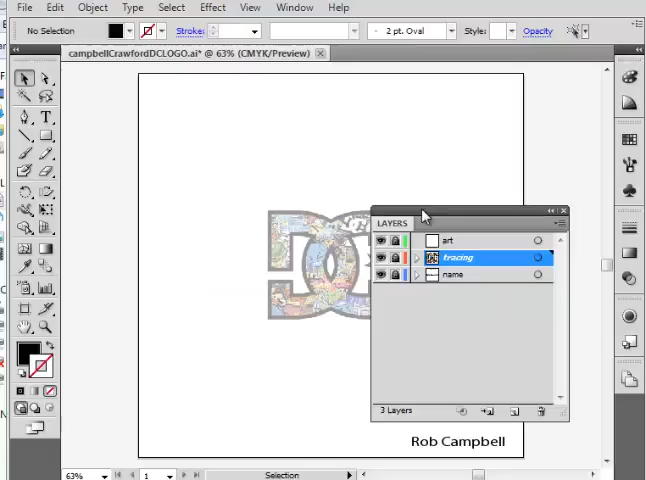 File Edit Object Type Select Effect View Window Help
No Selection Stroke: 2 pt. Oval Style: Opacity
campbellCrawfordDCLOGO.ai* @ 63% (CMYK/Preview)
LAYERS
art
tracing
name
3 Layers
Rob Campbell
63% 1 Selection